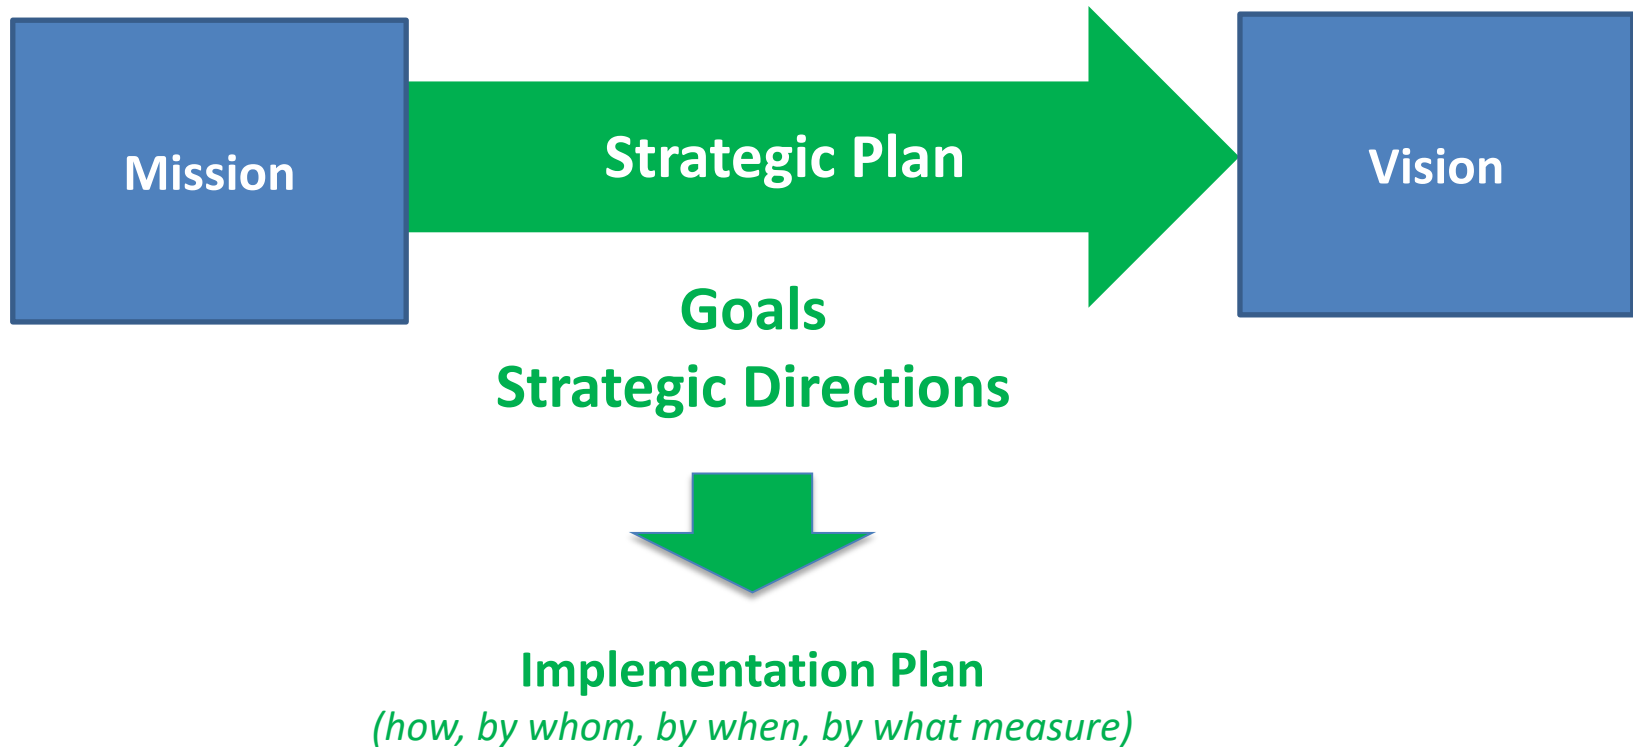 Mission
Strategic Plan
Vision
Goals
Strategic Directions
Implementation Plan
(how, by whom, by when, by what measure)